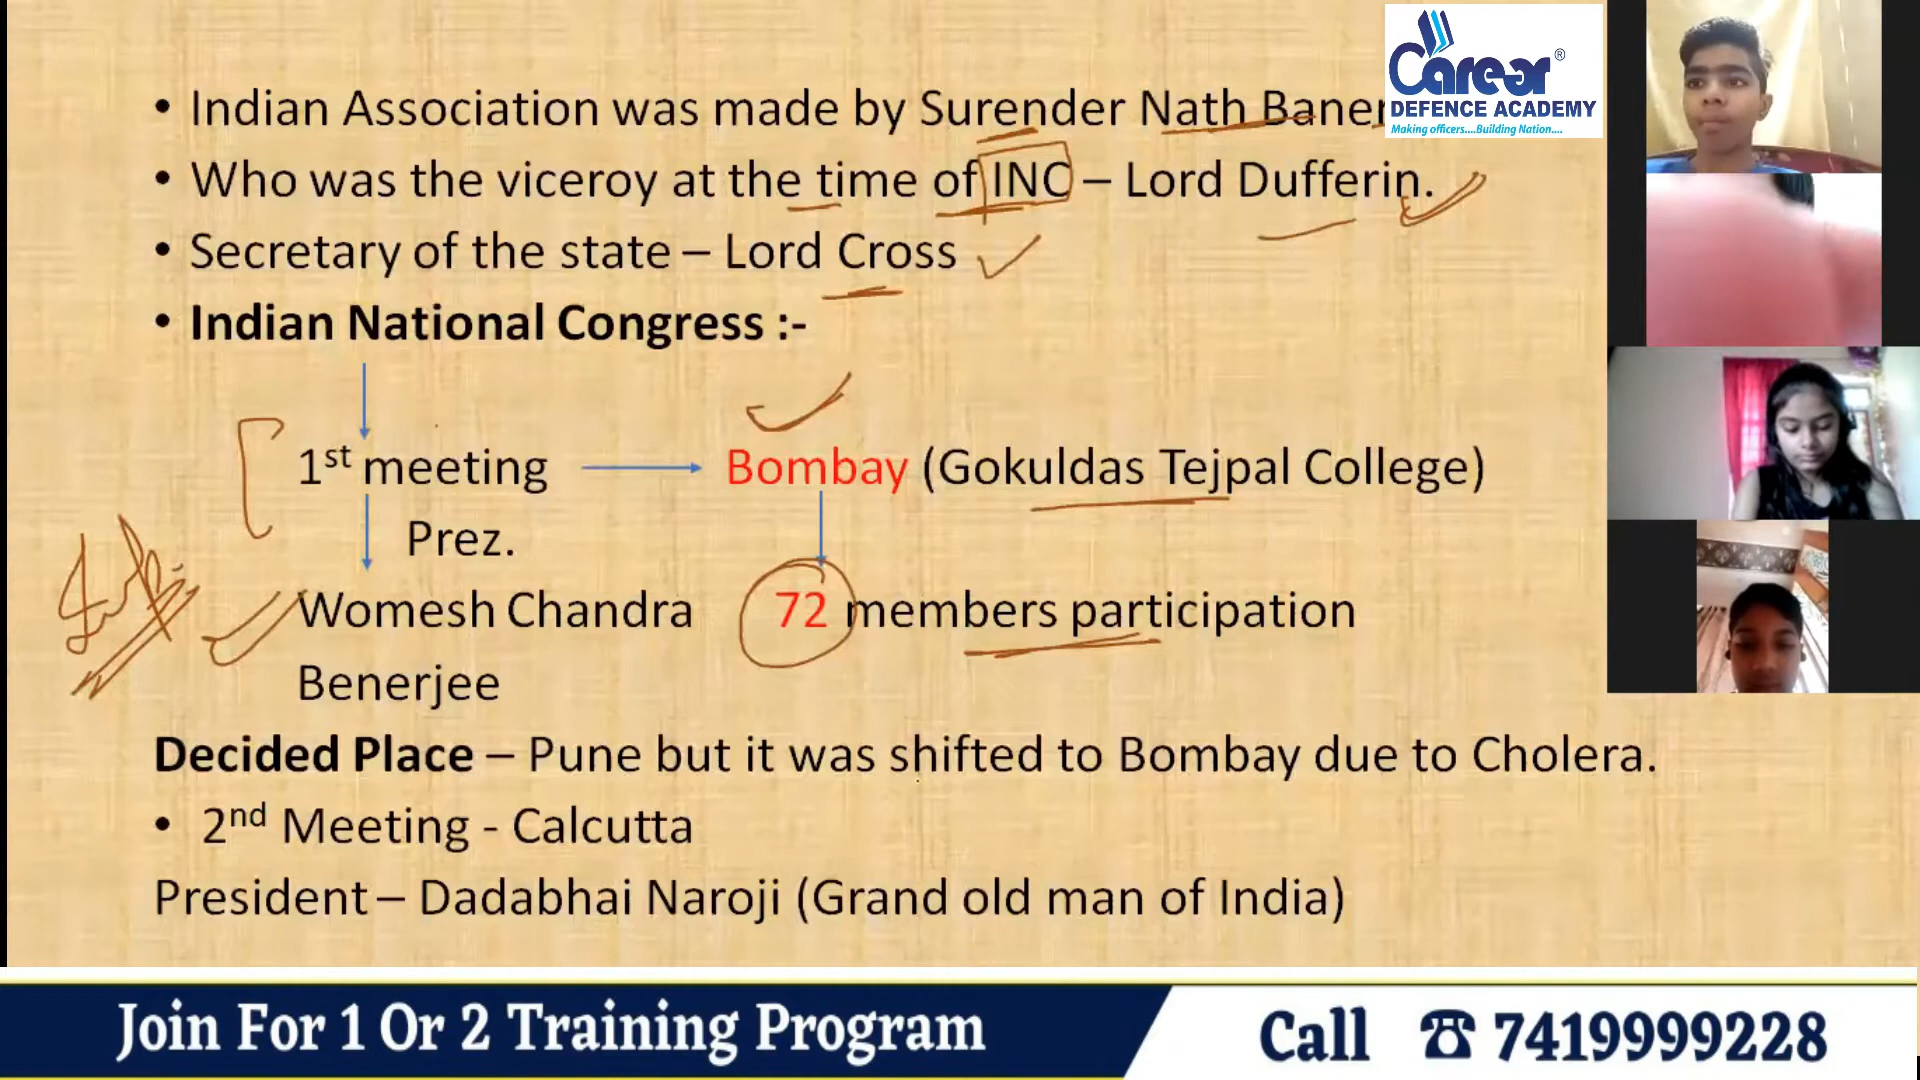 • Indian Association was made by Surender Nath Baner
• Who was the viceroy at the time of INC – Lord Dufferin.
• Secretary of the state – Lord Cross
• Indian National Congress :-
1st meeting
Bombay (Gokuldas Tejpal College)
Prez.
Womesh Chandra
72 members participation
Benerjee
Decided Place – Pune but it was shifted to Bombay due to Cholera.
• 2nd Meeting - Calcutta
President – Dadabhai Naroji (Grand old man of India)
Career®
DEFENCE ACADEMY
Making officers....Building Nation....
Join For 1 Or 2 Training Program
Call ☎ 7419999228